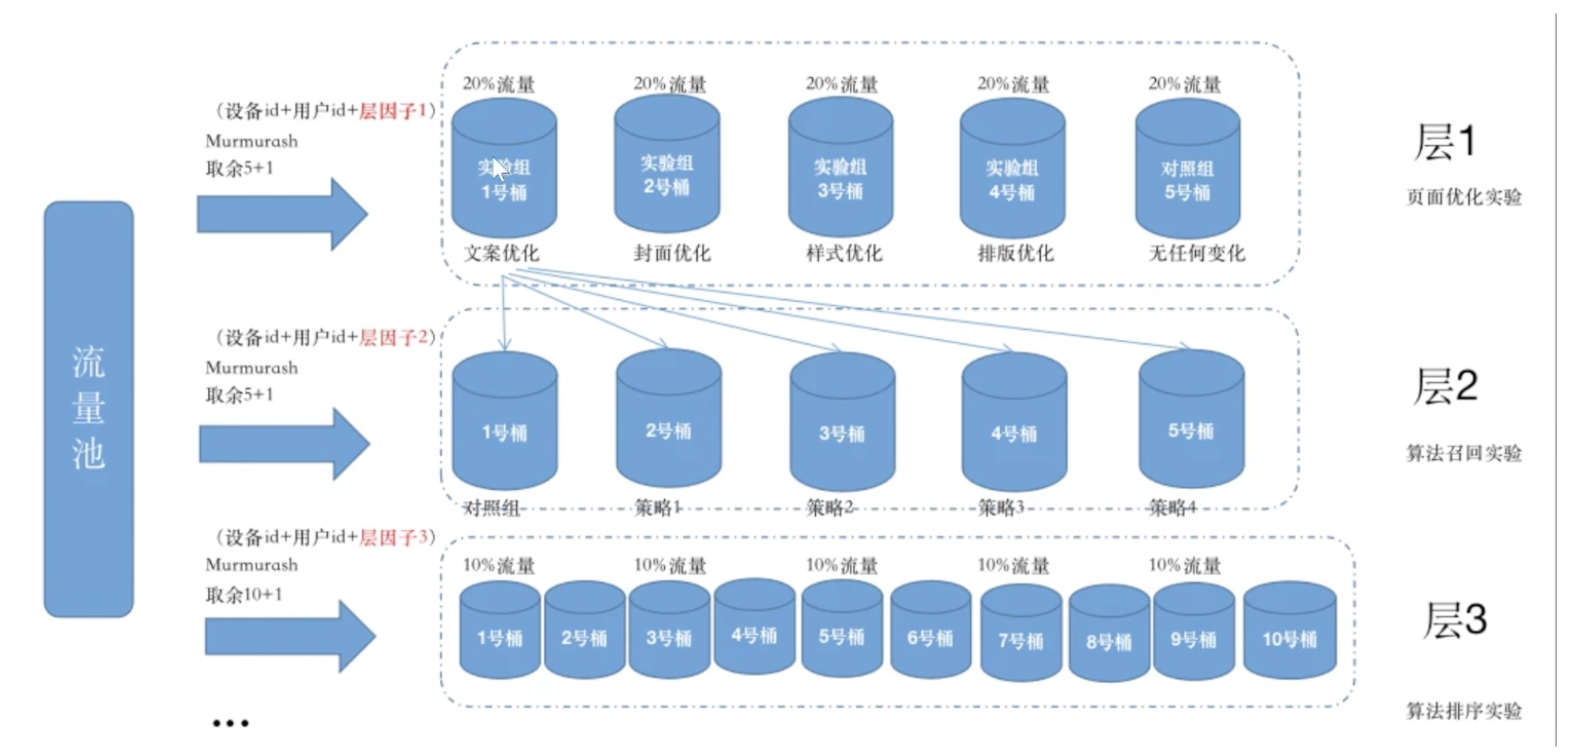 流量池
（设备id+用户id+层因子1）
Murmurash
取余5+1
20%流量
20%流量
20%流量
20%流量
20%流量
实验组
1号桶
实验组
2号桶
实验组
3号桶
实验组
4号桶
对照组
5号桶
文案优化
封面优化
样式优化
排版优化
无任何变化
层1
页面优化实验
（设备id+用户id+层因子2）
Murmurash
取余5+1
1号桶
2号桶
3号桶
4号桶
5号桶
对照组
策略1
策略2
策略3
策略4
层2
算法召回实验
（设备id+用户id+层因子3）
Murmurash
取余10+1
10%流量
10%流量
10%流量
10%流量
10%流量
1号桶
2号桶
3号桶
4号桶
5号桶
6号桶
7号桶
8号桶
9号桶
10号桶
层3
算法排序实验
...